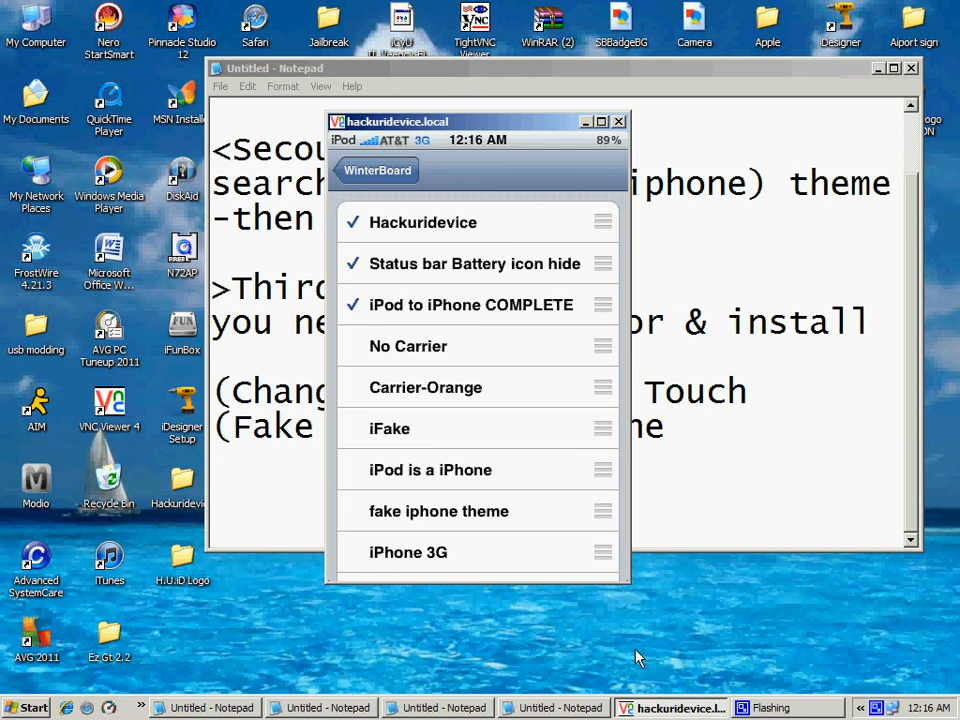 My Computer
Nero StartSmart
Pinnacle Studio 12
Safari
Jailbreak
TightVNC Viewer
WinRAR (2)
SBBadgeBG
Camera
Apple
iDesigner
Aiport sign
My Documents
QuickTime Player
MSN Install
My Network Places
Windows Media Player
DiskAid
FrostWire 4.21.3
Microsoft Office W...
N72AP
usb modding
AVG PC Tuneup 2011
iFunBox
AIM
VNC Viewer 4
iDesigner Setup
Modio
Recycle Bin
Hackuridevi
Advanced SystemCare
iTunes
H.U.iD Logo
AVG 2011
Ez Gt 2.2
Untitled - Notepad
File Edit Format View Help
<Secou
search iphone) theme
-then
>Third
you ne or & install
(Chang Touch
(Fake me
hackuridevice.local
iPod AT&T 3G 12:16 AM 89%
WinterBoard
Hackuridevice
Status bar Battery icon hide
iPod to iPhone COMPLETE
No Carrier
Carrier-Orange
iFake
iPod is a iPhone
fake iphone theme
iPhone 3G
Start
Untitled - Notepad
Untitled - Notepad
Untitled - Notepad
Untitled - Notepad
hackuridevice.l...
Flashing
12:16 AM